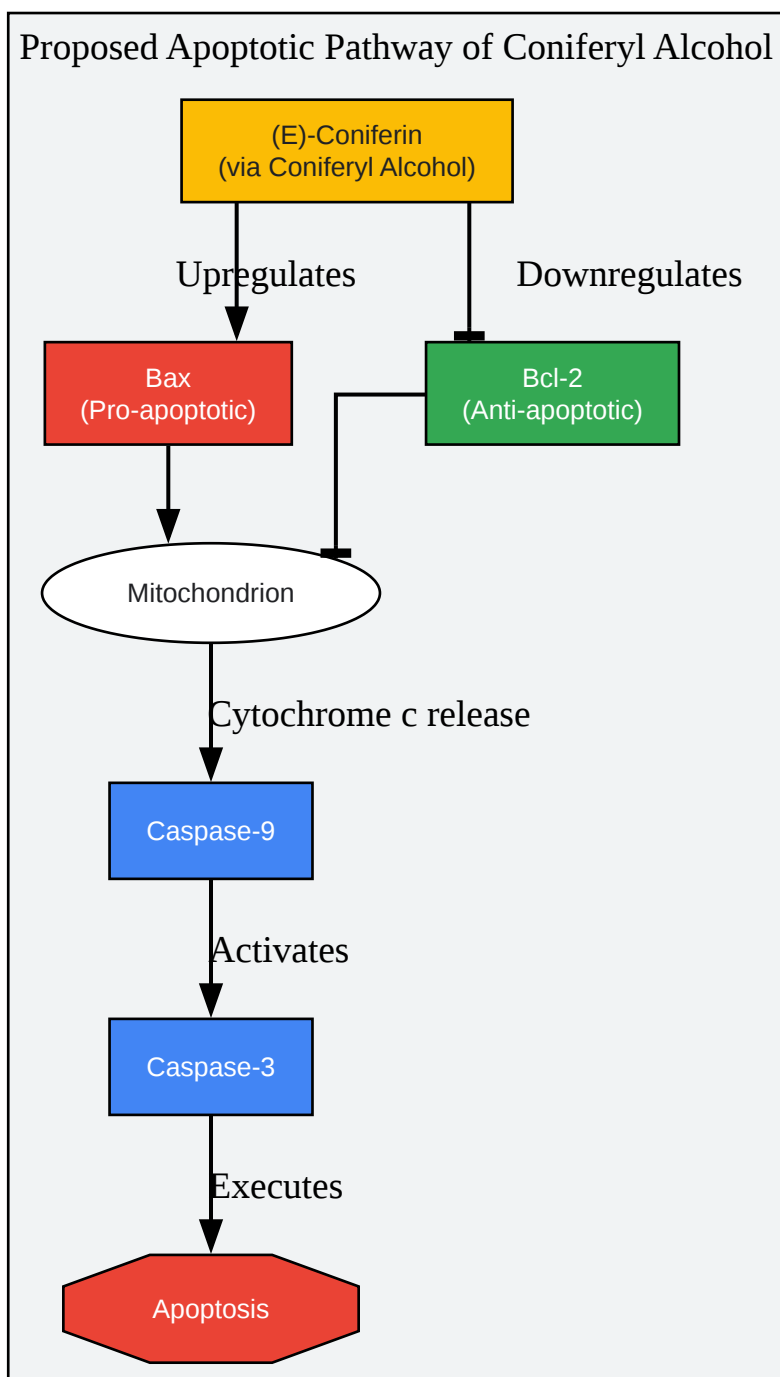 Proposed Apoptotic Pathway of Coniferyl Alcohol
(E)-Coniferin
(via Coniferyl Alcohol)
Upregulates
Downregulates
Bax
(Pro-apoptotic)
Bcl-2
(Anti-apoptotic)
Mitochondrion
Cytochrome c release
Caspase-9
Activates
Caspase-3
Executes
Apoptosis